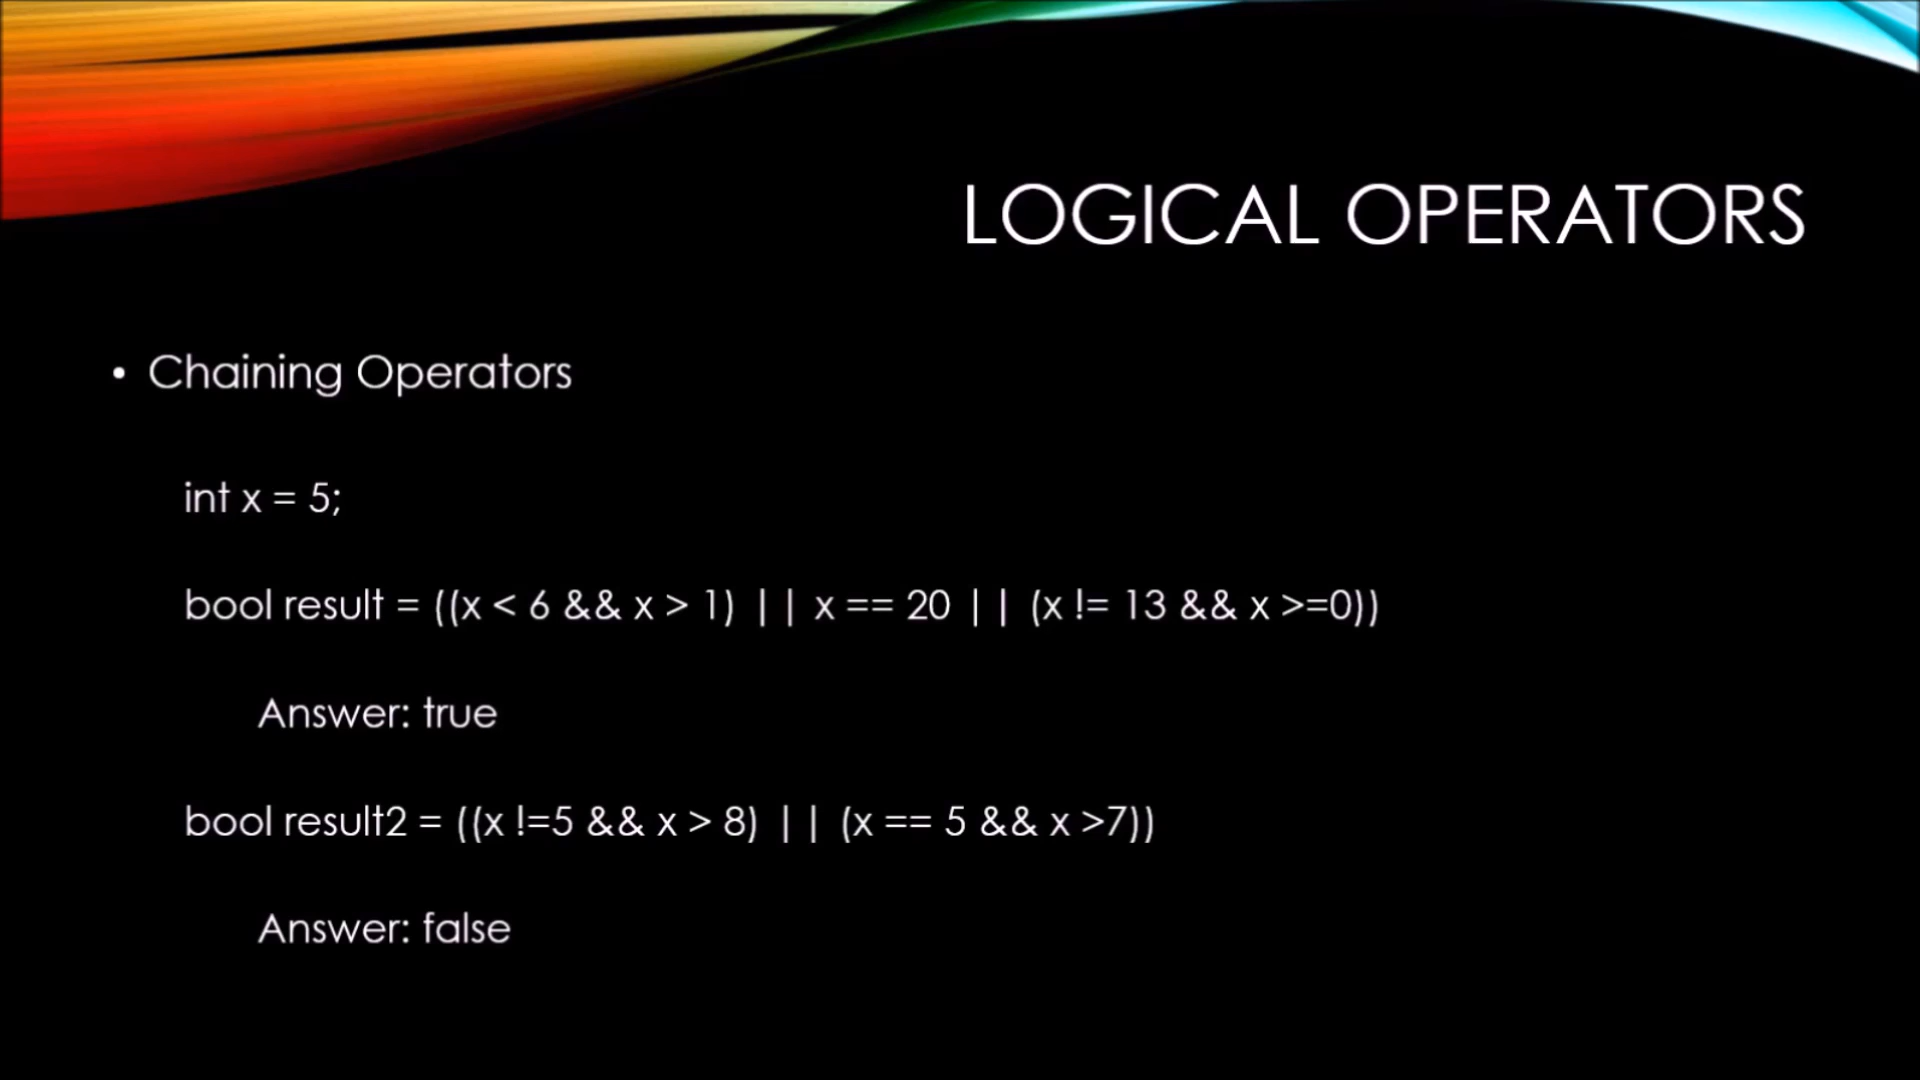 LOGICAL OPERATORS
• Chaining Operators
int x = 5;
bool result = ((x < 6 && x > 1) || x == 20 || (x != 13 && x >=0))
Answer: true
bool result2 = ((x !=5 && x > 8) || (x == 5 && x >7))
Answer: false